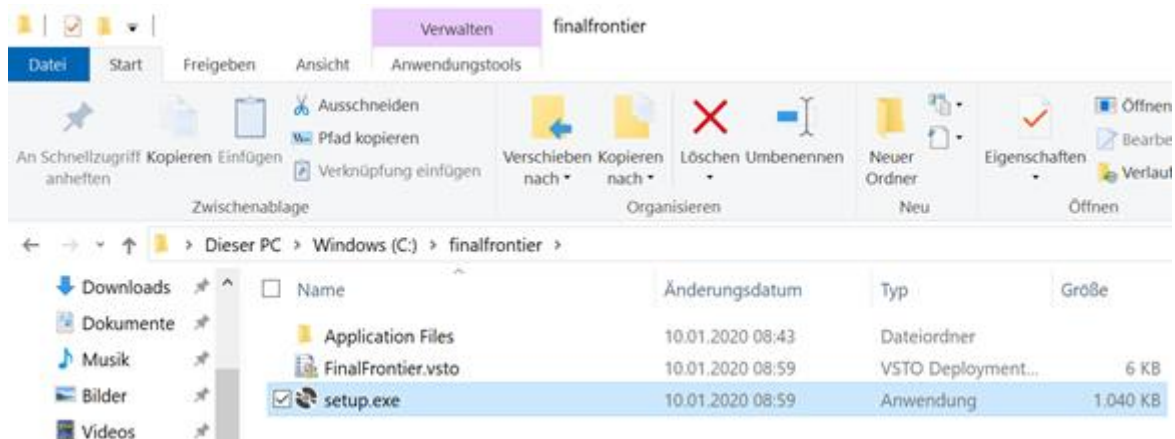 Verwalten finalfrontier
Datei Start Freigeben Ansicht Anwendungstools
An Schnellzugriff anheften
Kopieren
Einfügen
Ausschneiden
Pfad kopieren
Verknüpfung einfügen
Verschieben nach
Kopieren nach
Löschen
Umbenennen
Neuer Ordner
Eigenschaften
Öffnen
Bearbe
Verlauf
Zwischenablage Organisieren Neu Öffnen
Dieser PC > Windows (C:) > finalfrontier >
Downloads
Dokumente
Musik
Bilder
Videos
Name Änderungsdatum Typ Größe
Application Files 10.01.2020 08:43 Dateiordner
FinalFrontier.vsto 10.01.2020 08:59 VSTO Deployment... 6 KB
setup.exe 10.01.2020 08:59 Anwendung 1.040 KB